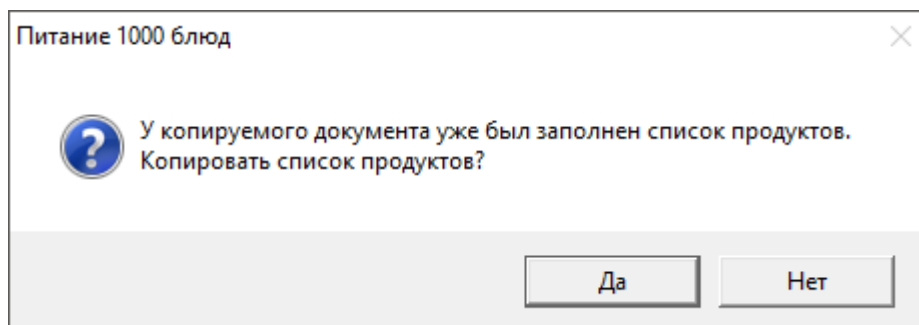 Питание 1000 блюд
У копируемого документа уже был заполнен список продуктов.
Копировать список продуктов?
Да
Нет